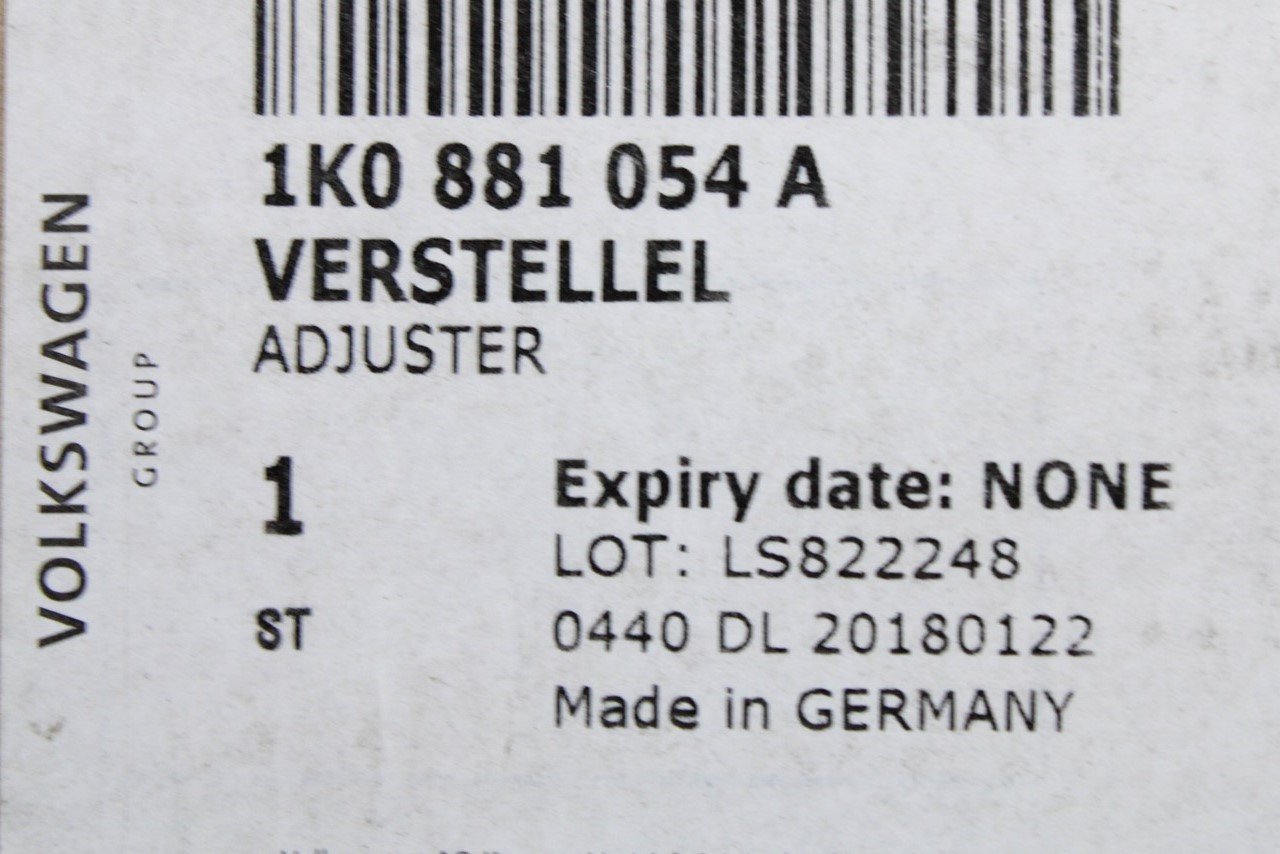 1K0 881 054 A
VERSTELLEL
ADJUSTER
1
ST
Expiry date: NONE
LOT: LS822248
0440 DL 20180122
Made in GERMANY
VOLKSWAGEN
GROUP